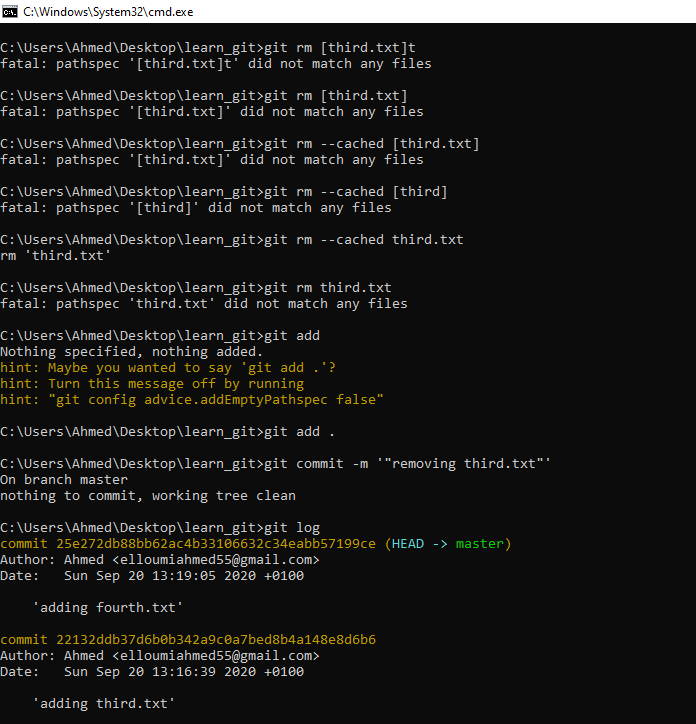 C:\Windows\System32\cmd.exe
C:\Users\Ahmed\Desktop\learn_git>git rm [third.txt]t
fatal: pathspec '[third.txt]t' did not match any files
C:\Users\Ahmed\Desktop\learn_git>git rm [third.txt]
fatal: pathspec '[third.txt]' did not match any files
C:\Users\Ahmed\Desktop\learn_git>git rm --cached [third.txt]
fatal: pathspec '[third.txt]' did not match any files
C:\Users\Ahmed\Desktop\learn_git>git rm --cached [third]
fatal: pathspec '[third]' did not match any files
C:\Users\Ahmed\Desktop\learn_git>git rm --cached third.txt
rm 'third.txt'
C:\Users\Ahmed\Desktop\learn_git>git rm third.txt
fatal: pathspec 'third.txt' did not match any files
C:\Users\Ahmed\Desktop\learn_git>git add
Nothing specified, nothing added.
hint: Maybe you wanted to say 'git add .'?
hint: Turn this message off by running
hint: "git config advice.addEmptyPathspec false"
C:\Users\Ahmed\Desktop\learn_git>git add .
C:\Users\Ahmed\Desktop\learn_git>git commit -m '"removing third.txt"'
On branch master
nothing to commit, working tree clean
C:\Users\Ahmed\Desktop\learn_git>git log
commit 25e272db88bb62ac4b33106632c34eabb57199ce (HEAD -> master)
Author: Ahmed <elloumiahmed55@gmail.com>
Date:   Sun Sep 20 13:19:05 2020 +0100
'adding fourth.txt'
commit 22132ddb37d6b0b342a9c0a7bed8b4a148e8d6b6
Author: Ahmed <elloumiahmed55@gmail.com>
Date:   Sun Sep 20 13:16:39 2020 +0100
'adding third.txt'